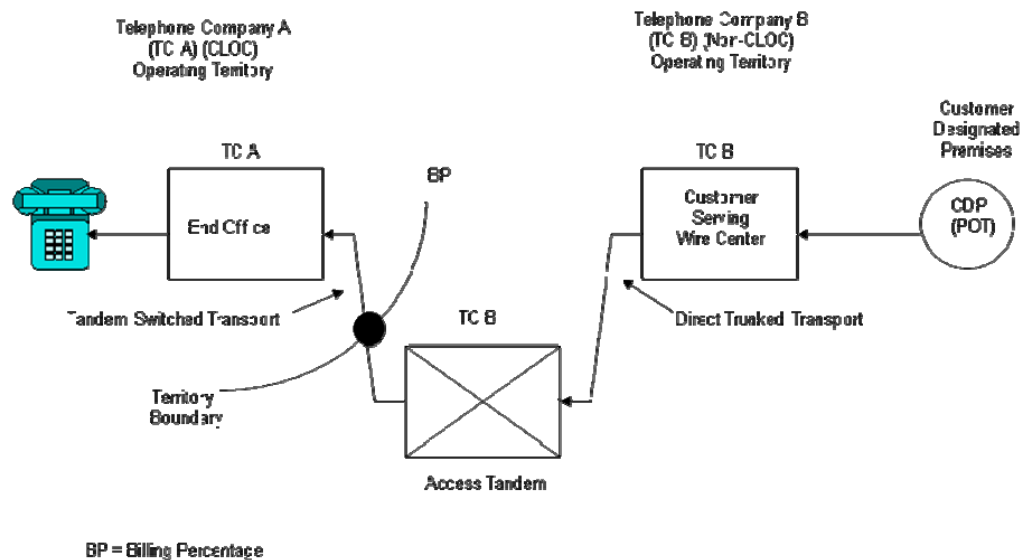 Telephone Company A
(TC A) (CLOC)
Operating Territory
Telephone Company B
(TC B) (Non-CLOC)
Operating Territory
Customer
Designated
Premises
TC A
BP
TC B
End Office
Customer
Serving
Wire Center
CDP
(POT)
Tandem Switched Transport
TC B
Direct Trunked Transport
Territory
Boundary
Access Tandem
BP = Billing Percentage